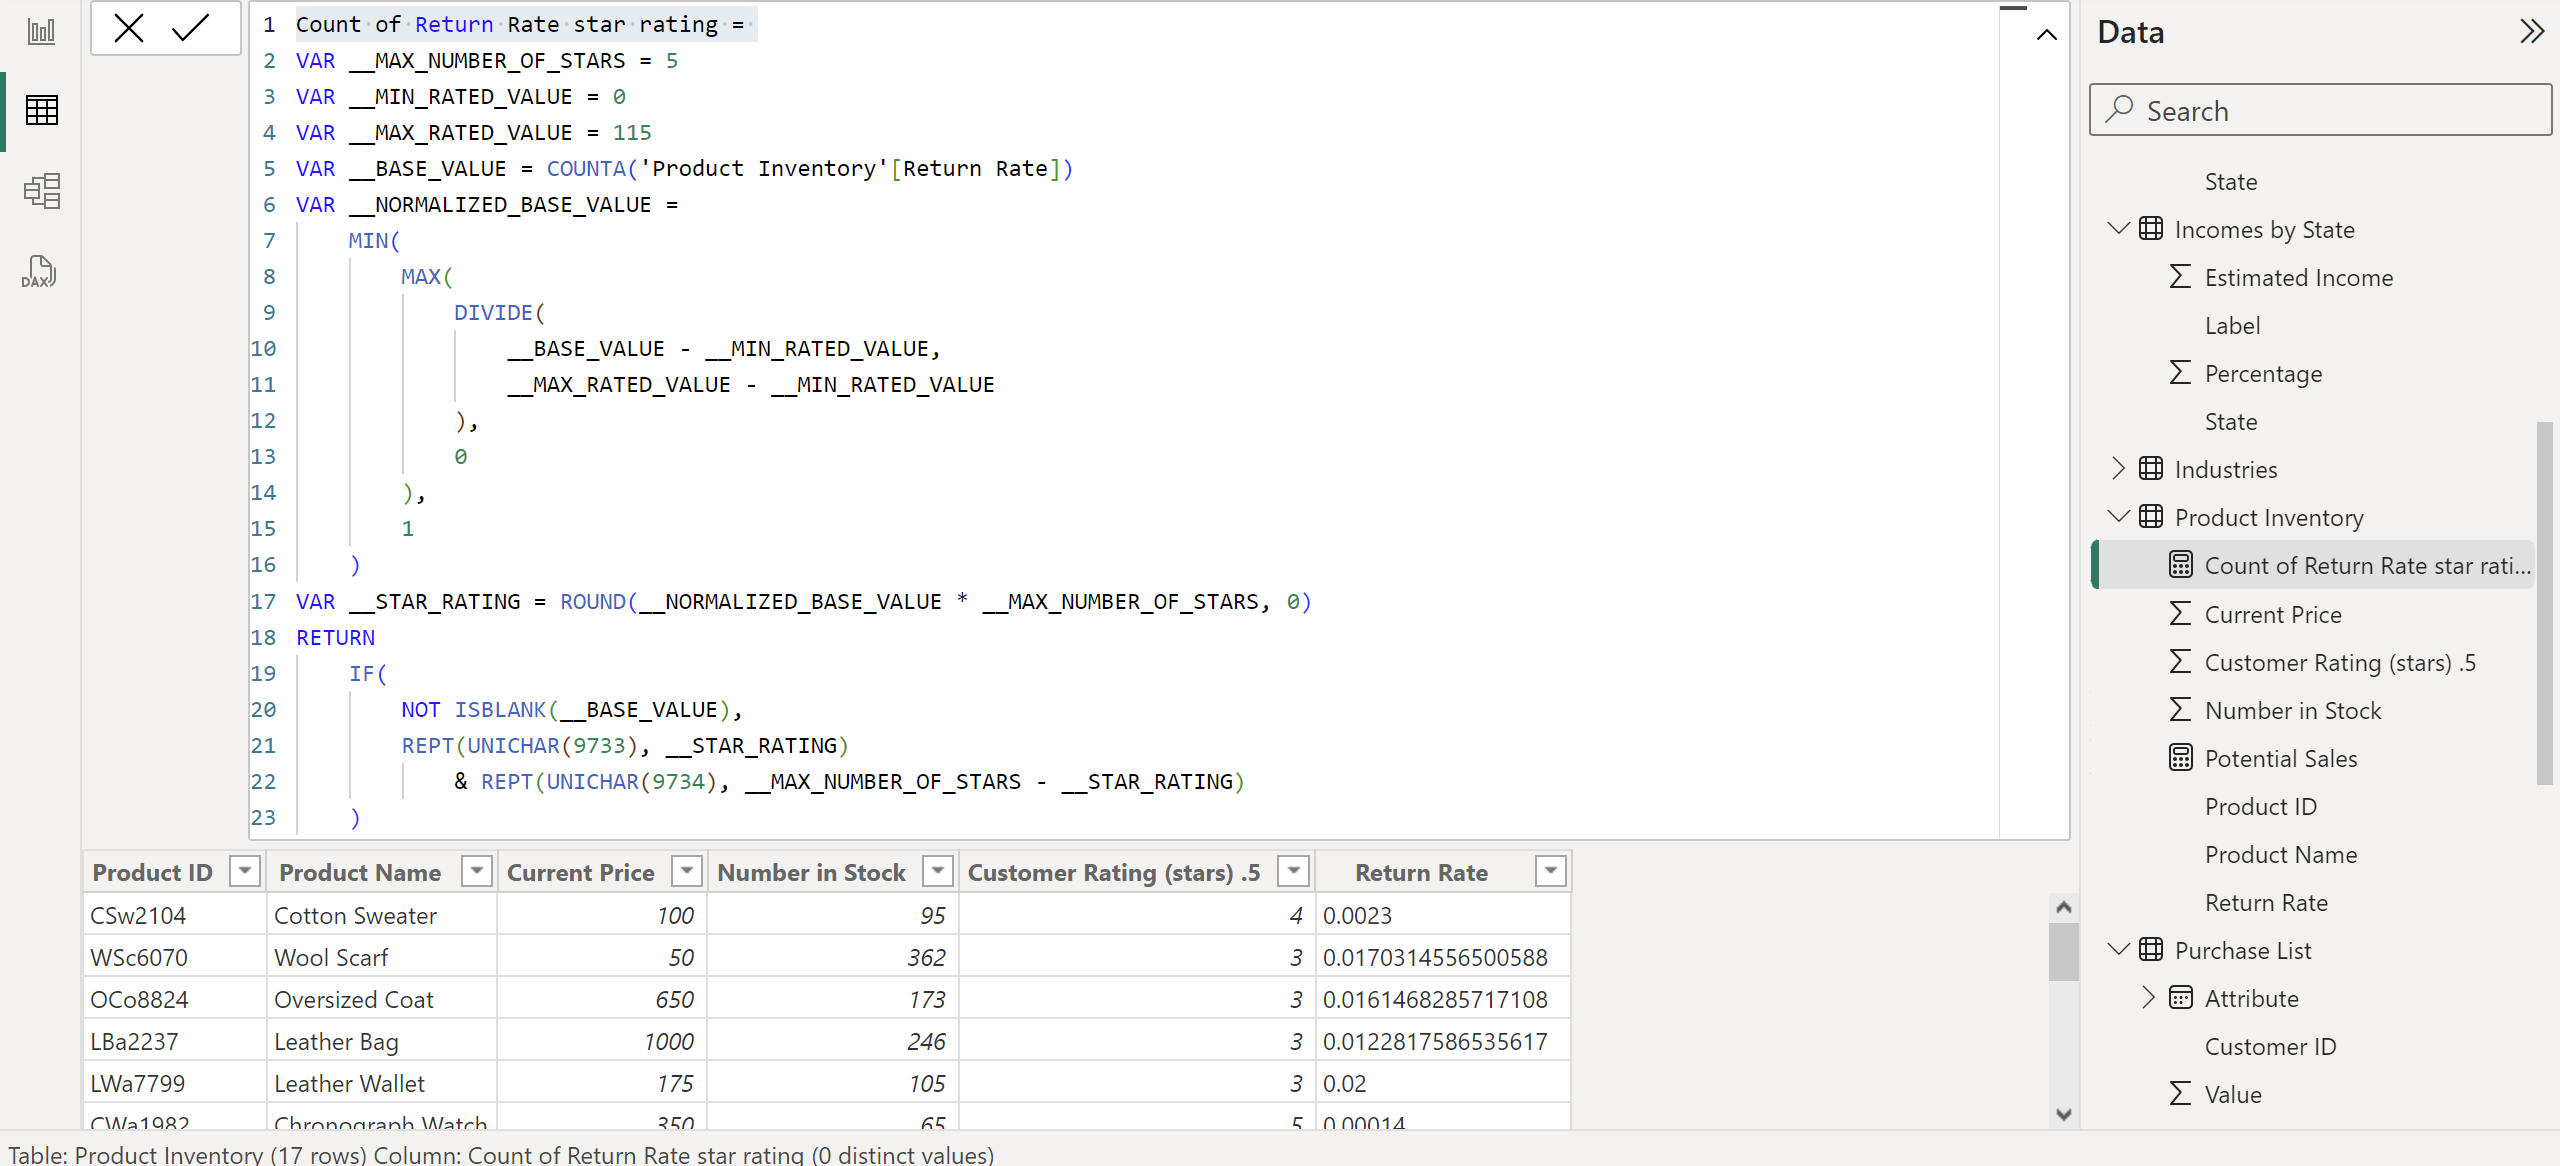 1 Count of Return Rate star rating =
2 VAR __MAX_NUMBER_OF_STARS = 5
3 VAR __MIN_RATED_VALUE = 0
4 VAR __MAX_RATED_VALUE = 115
5 VAR __BASE_VALUE = COUNTA('Product Inventory'[Return Rate])
6 VAR __NORMALIZED_BASE_VALUE =
7 MIN(
8 MAX(
9 DIVIDE(
10 __BASE_VALUE - __MIN_RATED_VALUE,
11 __MAX_RATED_VALUE - __MIN_RATED_VALUE
12 ),
13 0
14 ),
15 1
16 )
17 VAR __STAR_RATING = ROUND(__NORMALIZED_BASE_VALUE * __MAX_NUMBER_OF_STARS, 0)
18 RETURN
19 IF(
20 NOT ISBLANK(__BASE_VALUE),
21 REPT(UNICHAR(9733), __STAR_RATING)
22 & REPT(UNICHAR(9734), __MAX_NUMBER_OF_STARS - __STAR_RATING)
23 )
DAX
Product ID Product Name Current Price Number in Stock Customer Rating (stars) .5 Return Rate
CSw2104 Cotton Sweater 100 95 4 0.0023
WSc6070 Wool Scarf 50 362 3 0.0170314556500588
OCo8824 Oversized Coat 650 173 3 0.0161468285717108
LBa2237 Leather Bag 1000 246 3 0.0122817586535617
LWa7799 Leather Wallet 175 105 3 0.02
CWa1982 Chronograph Watch 350 65 5 0.00014
Table: Product Inventory (17 rows) Column: Count of Return Rate star rating (0 distinct values)
Data
Search
State
Incomes by State
Estimated Income
Label
Percentage
State
Industries
Product Inventory
Count of Return Rate star rati...
Current Price
Customer Rating (stars) .5
Number in Stock
Potential Sales
Product ID
Product Name
Return Rate
Purchase List
Attribute
Customer ID
Value